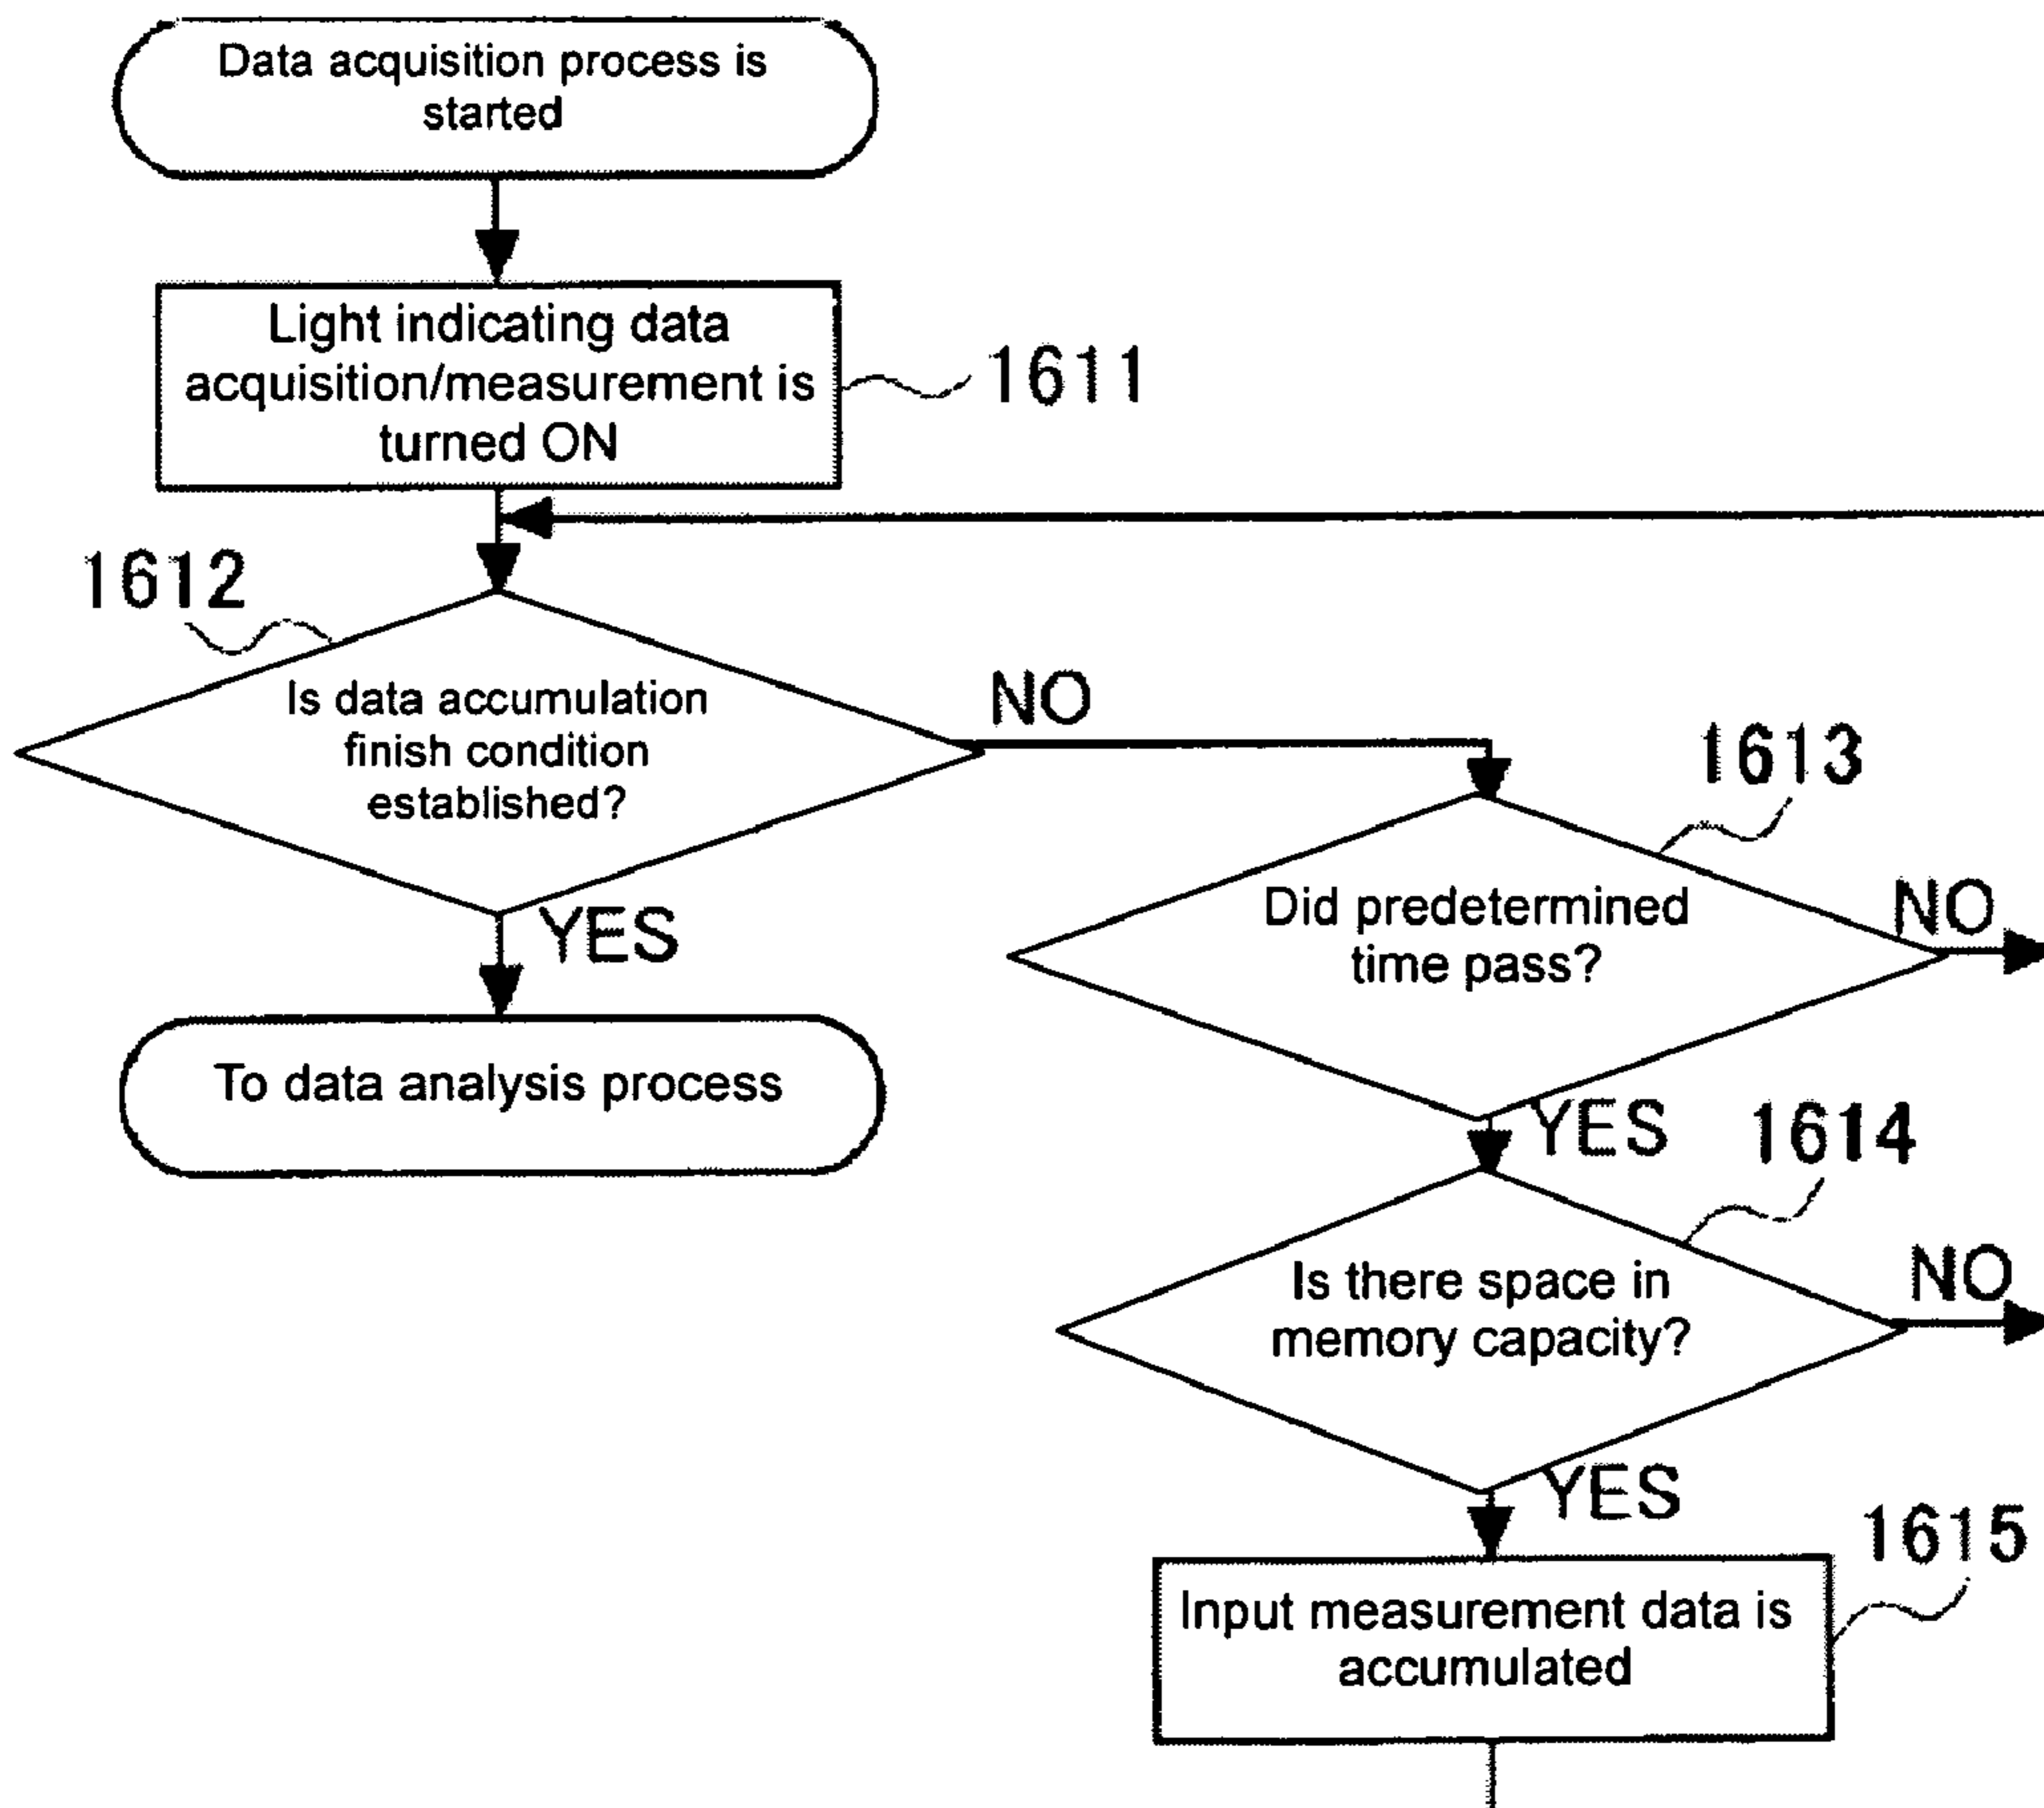 Data acquisition process is
started
Light indicating data
acquisition/measurement is
turned ON
1611
1612
Is data accumulation
finish condition
established?
NO
YES
To data analysis process
1613
Did predetermined
time pass?
NO
YES
1614
Is there space in
memory capacity?
NO
YES
1615
Input measurement data is
accumulated